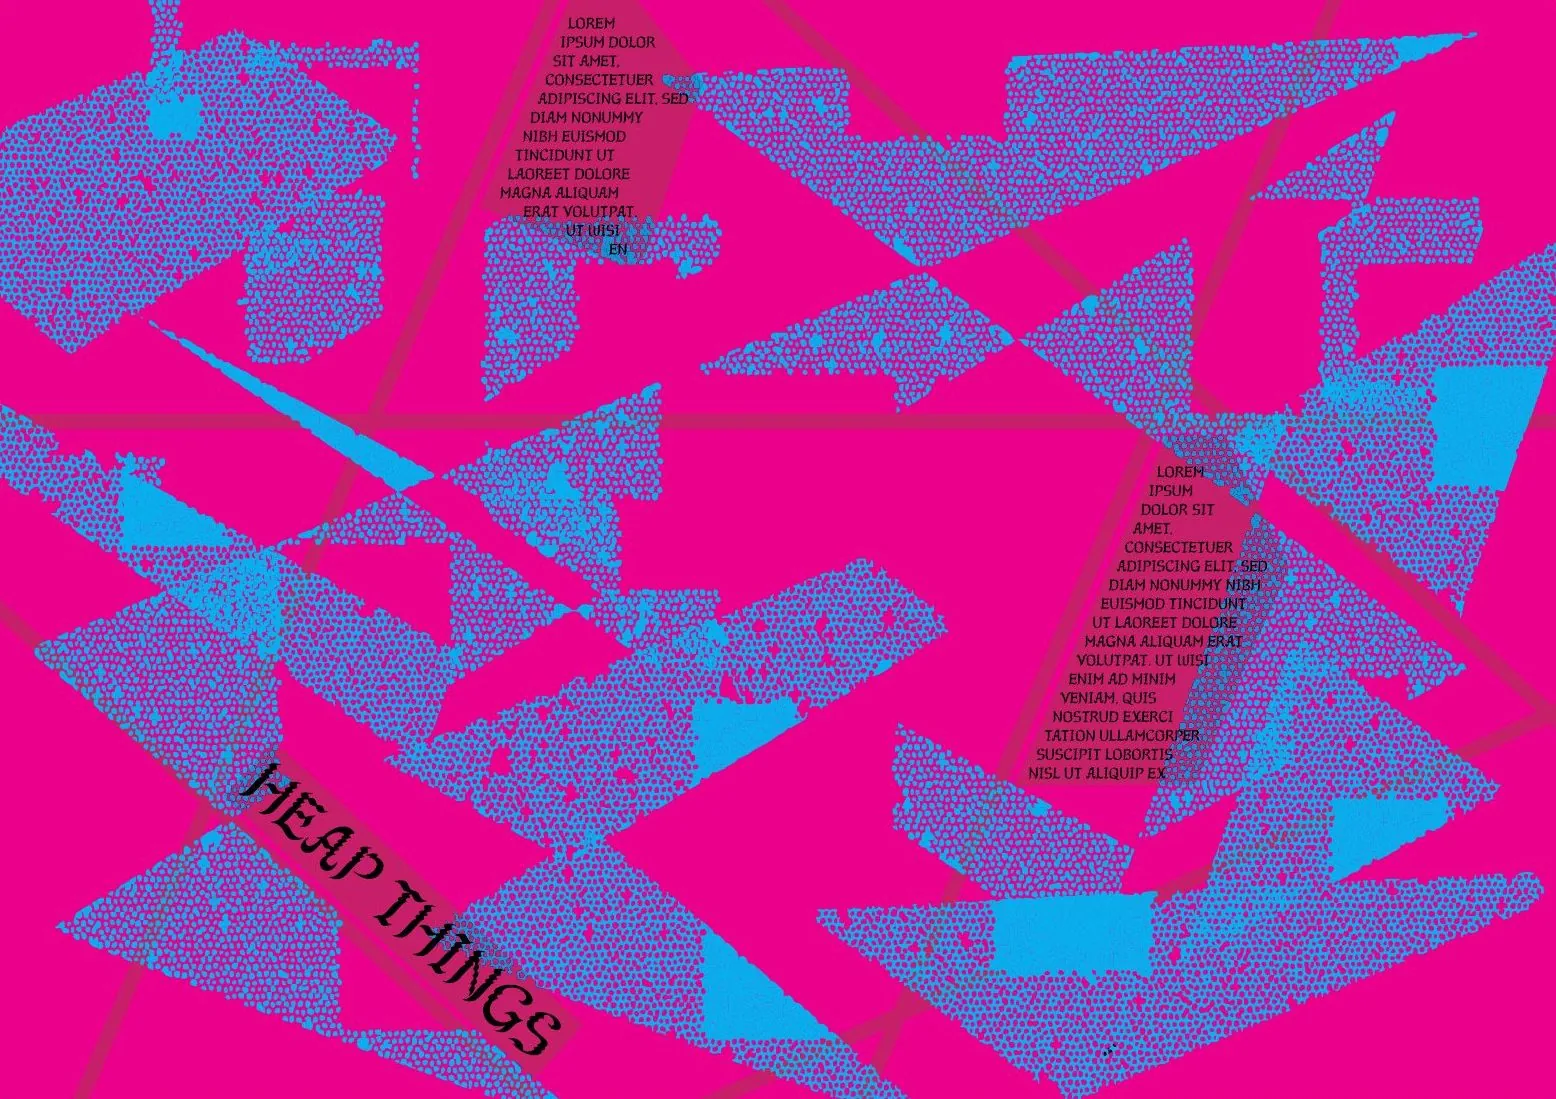 LOREM
IPSUM DOLOR
SIT AMET,
CONSECTETUER
ADIPISCING ELIT, SED
DIAM NONUMMY
NIBH EUISMOD
TINCIDUNT UT
LAOREET DOLORE
MAGNA ALIQUAM
ERAT VOLUTPAT.
UT WISI
EN
LOREM
IPSUM
DOLOR SIT
AMET,
CONSECTETUER
ADIPISCING ELIT, SED
DIAM NONUMMY NIBH
EUISMOD TINCIDUNT
UT LAOREET DOLORE
MAGNA ALIQUAM ERAT
VOLUTPAT. UT WISI
ENIM AD MINIM
VENIAM, QUIS
NOSTRUD EXERCI
TATION ULLAMCORPER
SUSCIPIT LOBORTIS
NISL UT ALIQUIP EX
HEAP THINGS